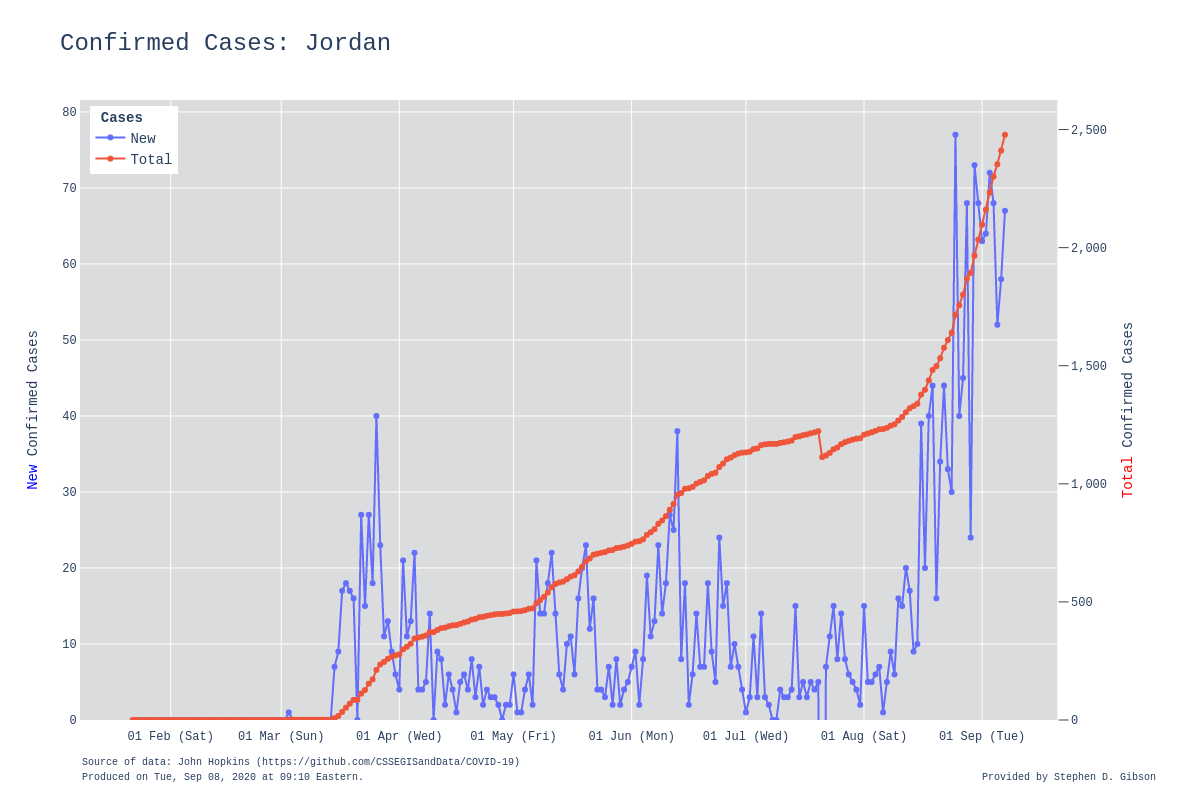 Confirmed Cases: Jordan
Cases
New
Total
80
70
60
50
40
30
20
10
0
2,500
2,000
1,500
1,000
500
0
New Confirmed Cases
Total Confirmed Cases
01 Feb (Sat) 01 Mar (Sun) 01 Apr (Wed) 01 May (Fri) 01 Jun (Mon) 01 Jul (Wed) 01 Aug (Sat) 01 Sep (Tue)
Source of data: John Hopkins (https://github.com/CSSEGISandData/COVID-19)
Produced on Tue, Sep 08, 2020 at 09:10 Eastern.
Provided by Stephen D. Gibson